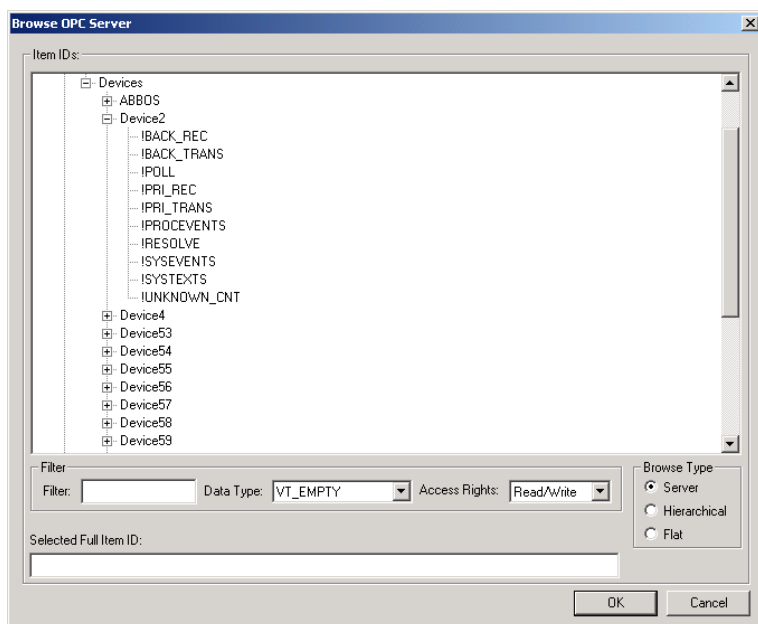 Browse OPC Server
Item IDs:
Devices
ABBOS
Device2
!BACK_REC
!BACK_TRANS
!POLL
!PRI_REC
!PRI_TRANS
!PROCEVENTS
!RESOLVE
!SYSEVENTS
!SYSTEXTS
!UNKNOWN_CNT
Device4
Device53
Device54
Device55
Device56
Device57
Device58
Device59
Filter
Filter: Data Type: VT_EMPTY Access Rights: Read/Write
Browse Type
Server
Hierarchical
Flat
Selected Full Item ID:
OK Cancel